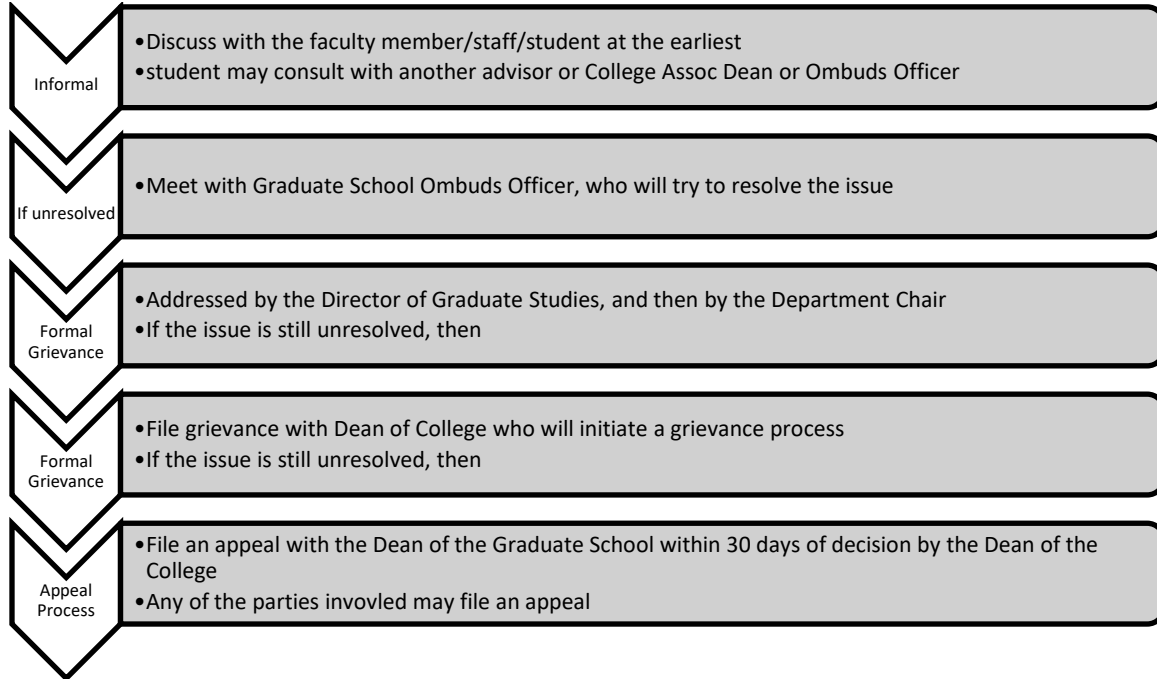 Informal
•Discuss with the faculty member/staff/student at the earliest
•student may consult with another advisor or College Assoc Dean or Ombuds Officer
If unresolved
•Meet with Graduate School Ombuds Officer, who will try to resolve the issue
Formal
Grievance
•Addressed by the Director of Graduate Studies, and then by the Department Chair
•If the issue is still unresolved, then
Formal
Grievance
•File grievance with Dean of College who will initiate a grievance process
•If the issue is still unresolved, then
Appeal
Process
•File an appeal with the Dean of the Graduate School within 30 days of decision by the Dean of the
College
•Any of the parties invovled may file an appeal